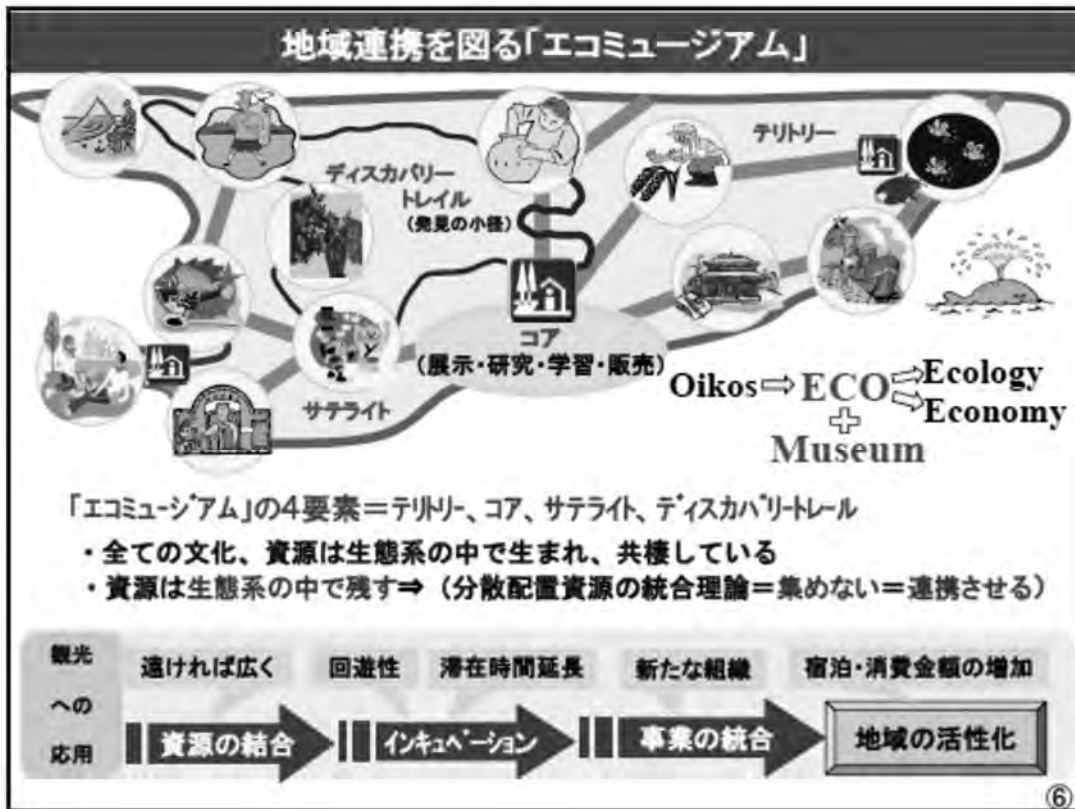 地域連携を図る「エコミュージアム」
テリトリー
ディスカバリー
トレイル
(発見の小径)
コア
(展示・研究・学習・販売)
サテライト
Oikos⇨ECO⇨Ecology
⇨Economy
+
Museum
「エコミュージアム」の4要素=テリトリー、コア、サテライト、ディスカバリートレール
・全ての文化、資源は生態系の中で生まれ、共棲している
・資源は生態系の中で残す⇒(分散配置資源の統合理論=集めない=連携させる)
観光
への
応用
遠ければ広く
回遊性
滞在時間延長
新たな組織
宿泊・消費金額の増加
資源の結合
インキュベーション
事業の統合
地域の活性化
⑥